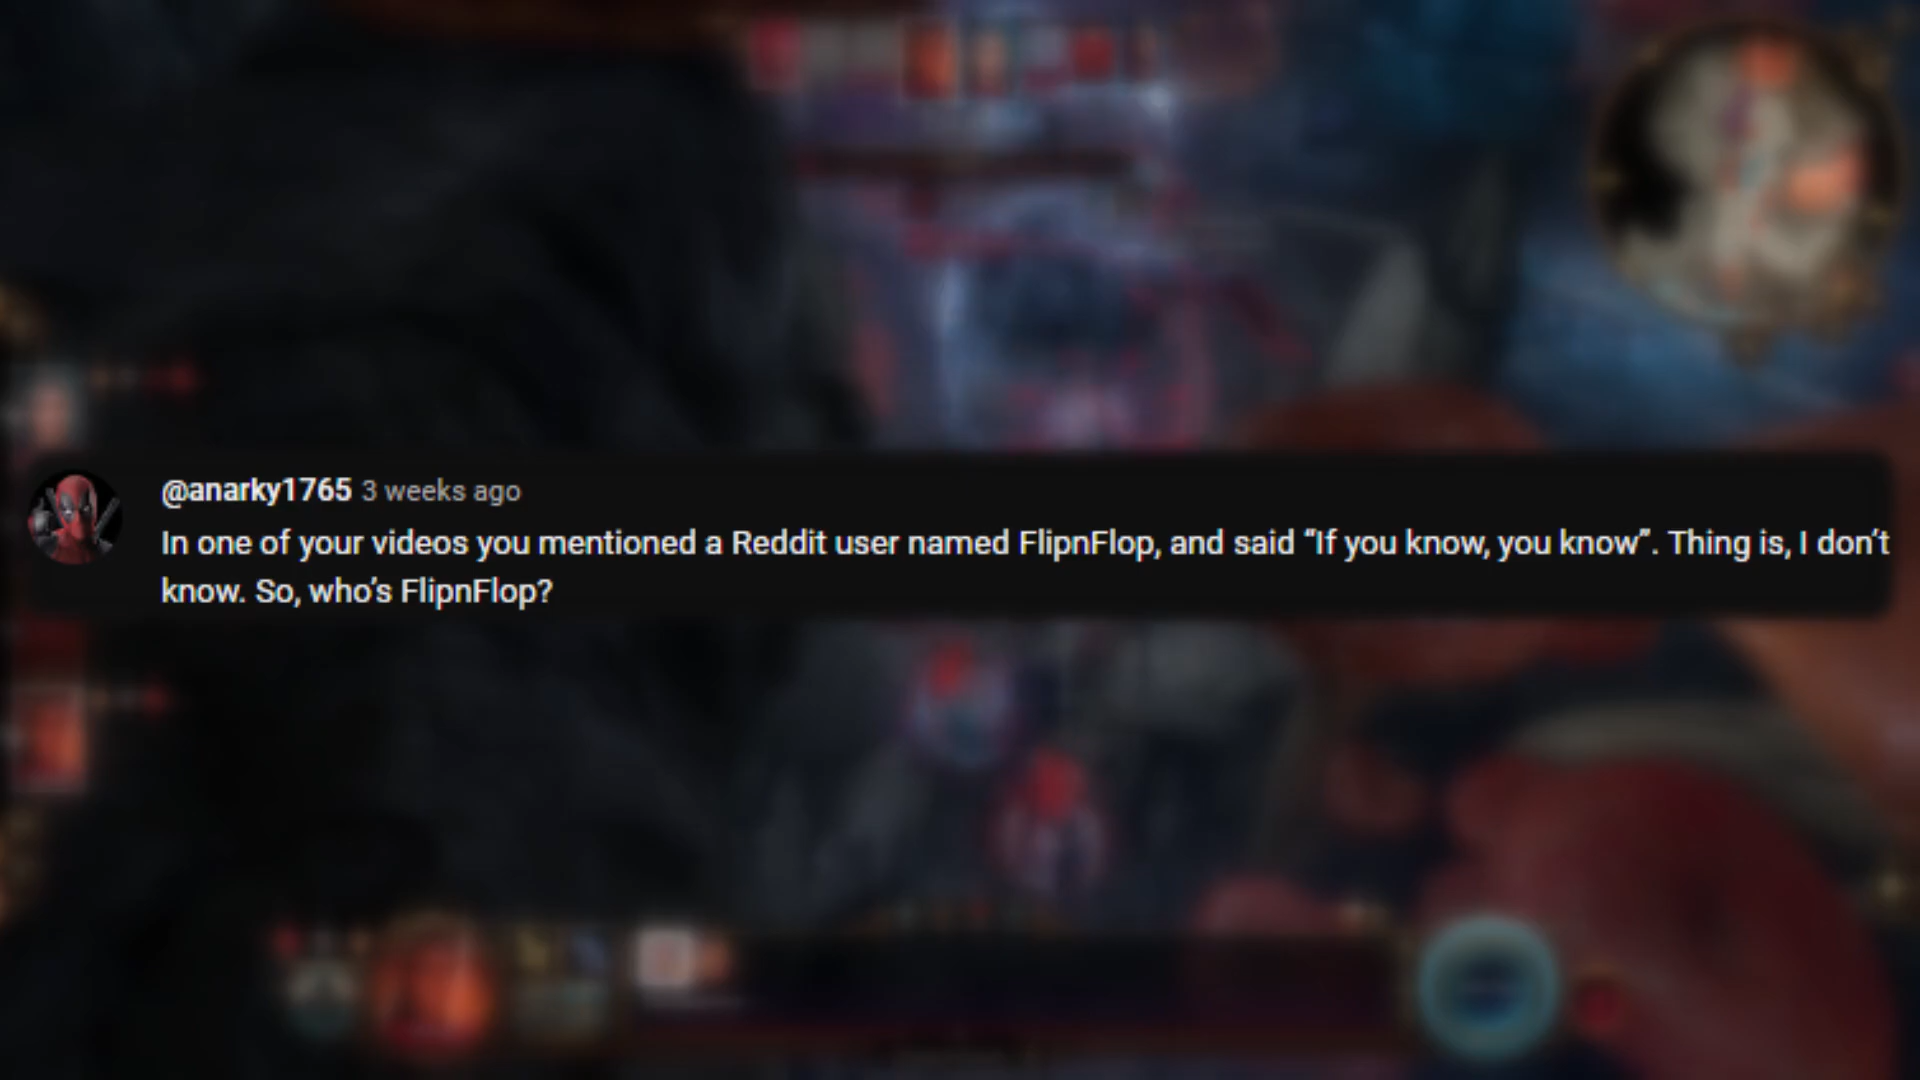 @anarky1765 3 weeks ago
In one of your videos you mentioned a Reddit user named FlipnFlop, and said “If you know, you know”. Thing is, I don’t
know. So, who’s FlipnFlop?